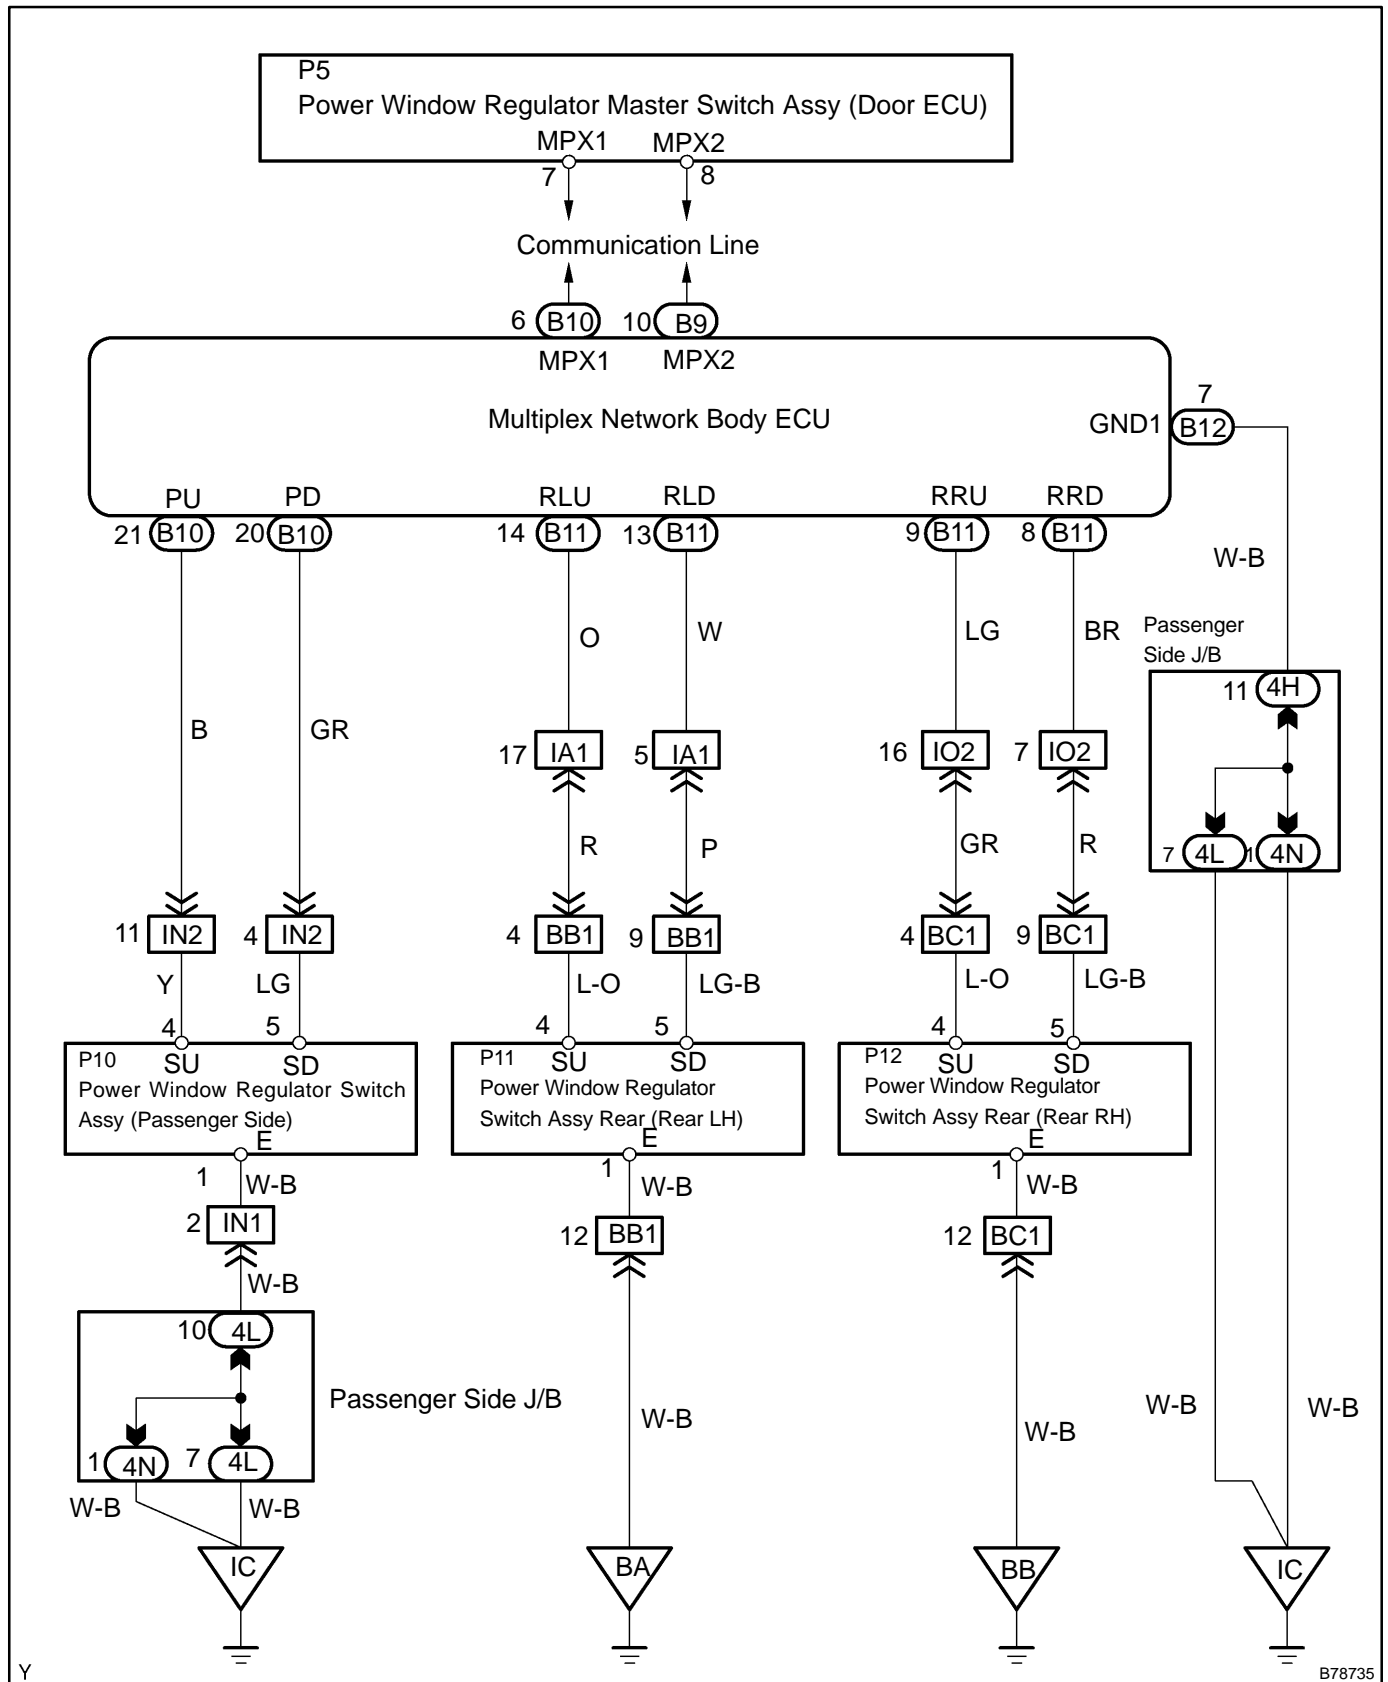 P5
Power Window Regulator Master Switch Assy (Door ECU)
MPX1 MPX2
7 8
Communication Line
6 B10 10 B9
MPX1 MPX2
Multiplex Network Body ECU
7
GND1 B12
PU PD RLU RLD RRU RRD
21 B10 20 B10 14 B11 13 B11 9 B11 8 B11
W-B
O W LG BR
Passenger
Side J/B
11 4H
B GR
17 IA1 5 IA1 16 IO2 7 IO2
R P GR R
7 4L 1 4N
11 IN2 4 IN2 4 BB1 9 BB1 4 BC1 9 BC1
Y LG L-O LG-B L-O LG-B
4 5 4 5 4 5
SU SD SU SD SU SD
P10
Power Window Regulator Switch
Assy (Passenger Side)
E
P11
Power Window Regulator
Switch Assy Rear (Rear LH)
E
P12
Power Window Regulator
Switch Assy Rear (Rear RH)
E
1 W-B 1 W-B 1 W-B
2 IN1 12 BB1 12 BC1
W-B
10 4L
Passenger Side J/B
W-B W-B W-B W-B
1 4N 7 4L
W-B W-B
IC BA BB IC
Y
B78735